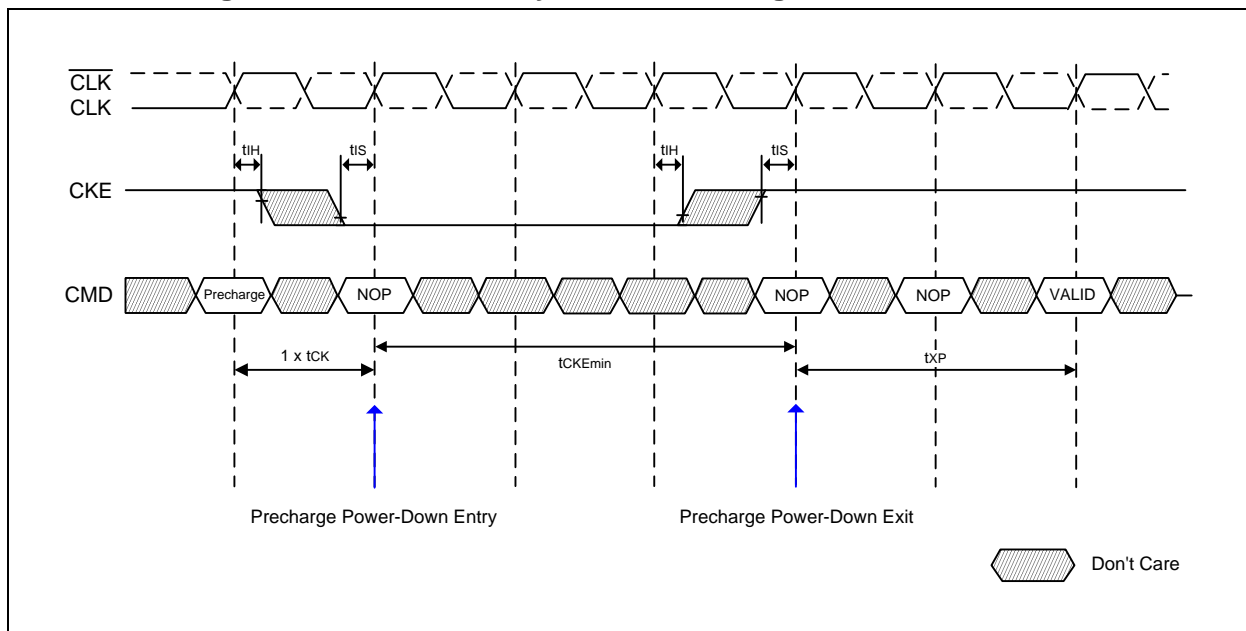 CLK
CLK
tIH
tIS
tIH
tIS
CKE
CMD
Precharge
NOP
NOP
NOP
VALID
1 x tCK
tCKEmin
tXP
Precharge Power-Down Entry
Precharge Power-Down Exit
Don't Care